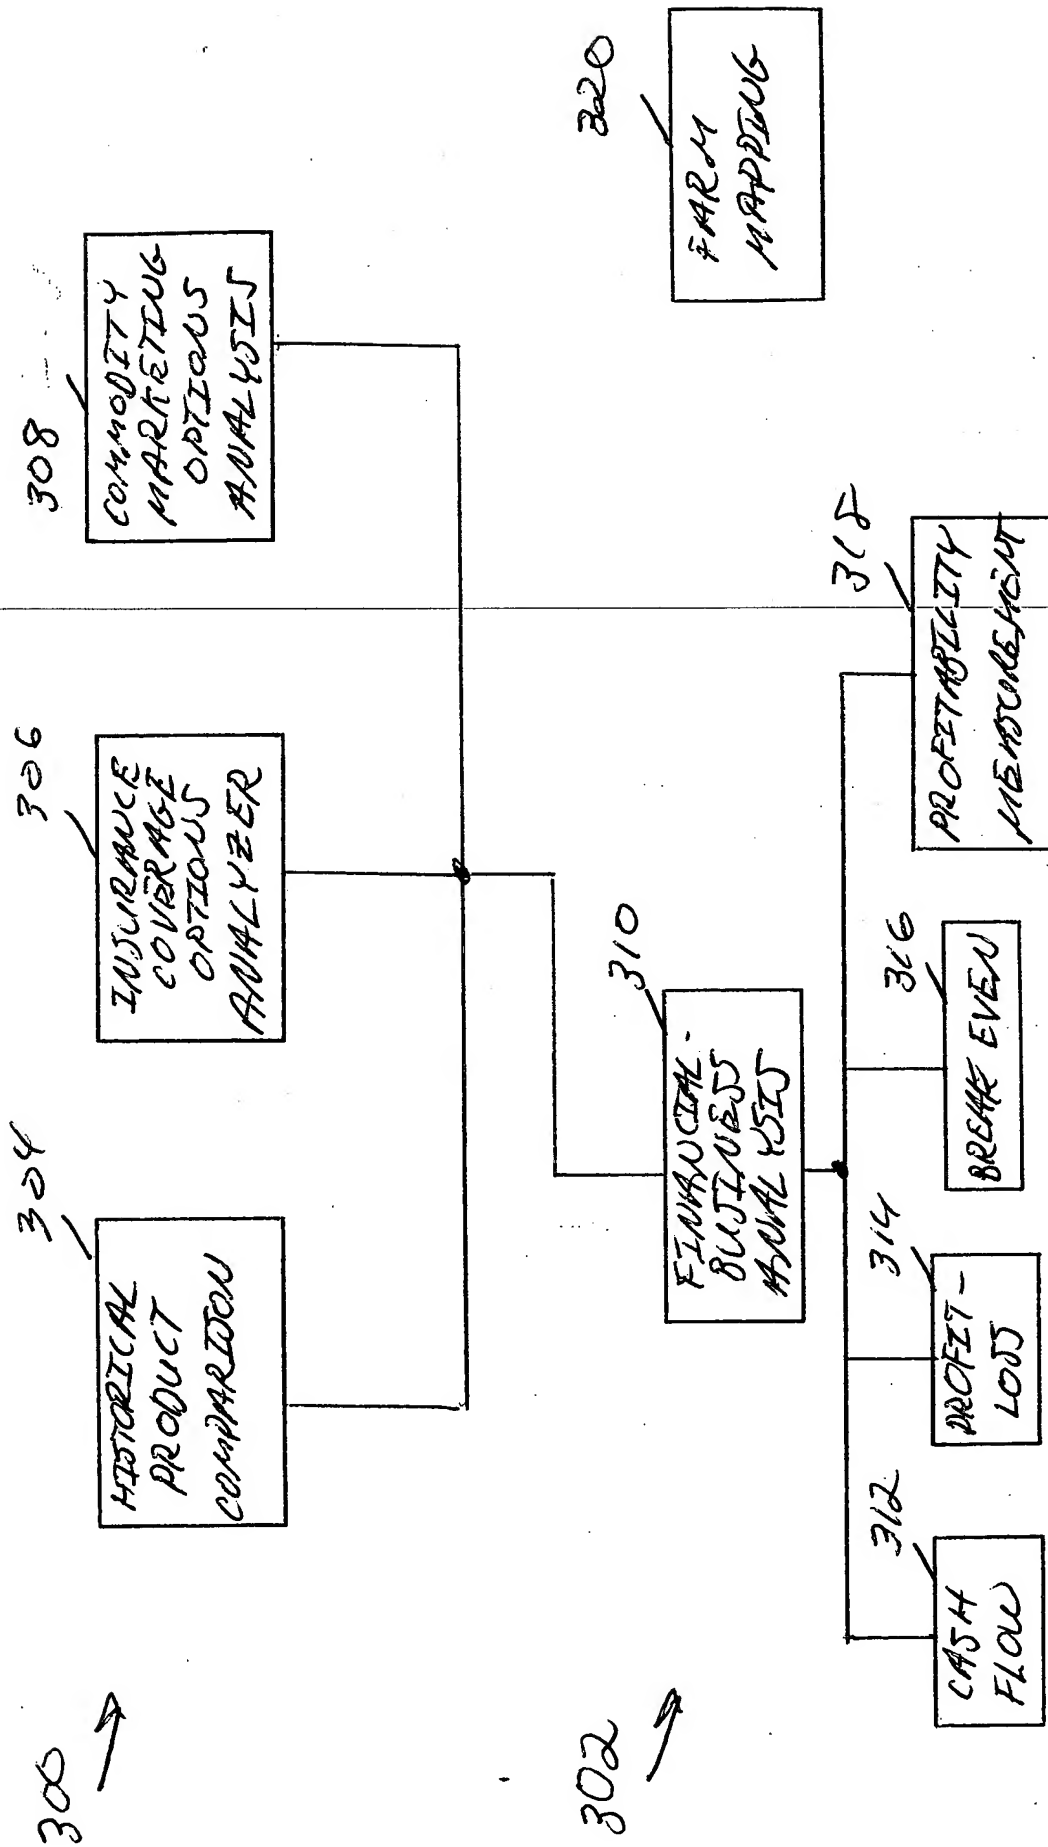 300
304
HISTORICAL
PRODUCT
COMPARISON
306
INSURANCE
COVERAGE
OPTIONS
ANALYZER
308
COMMODITY
MARKETING
OPTIONS
ANALYSIS
302
310
FINANCIAL-
BUSINESS
ANALYSIS
312
CASH
FLOW
314
PROFIT-
LOSS
316
BREAK EVEN
318
PROFITABILITY
MEASUREMENT
320
FARM
MAPPING